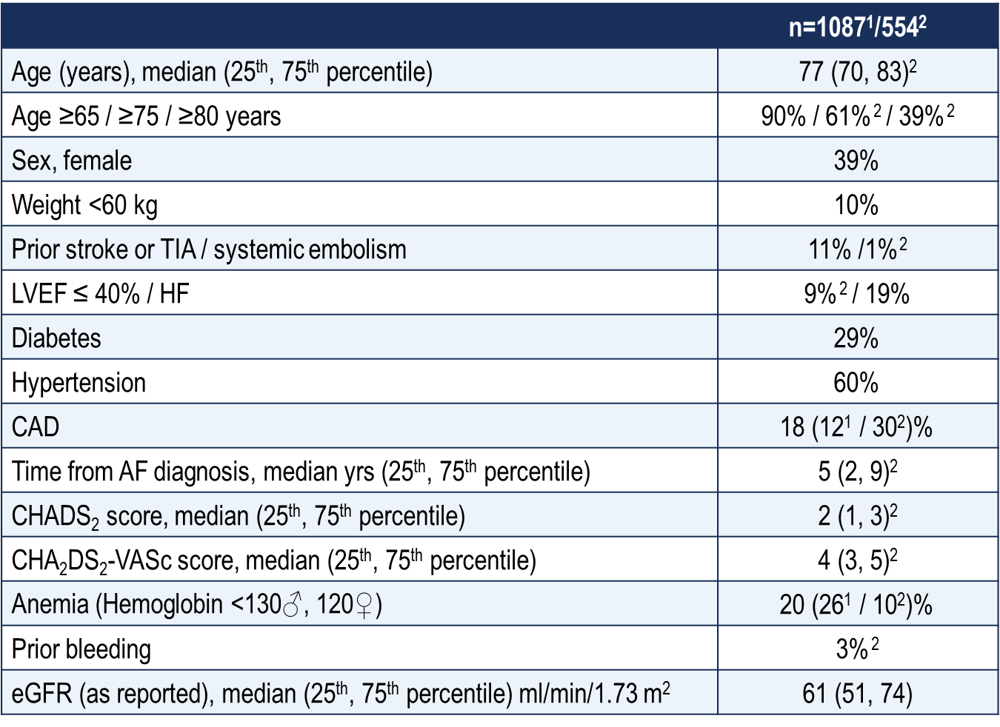 n=1087¹/554²
Age (years), median (25ᵗʰ, 75ᵗʰ percentile) 77 (70, 83)²
Age ≥65 / ≥75 / ≥80 years 90% / 61%² / 39%²
Sex, female 39%
Weight <60 kg 10%
Prior stroke or TIA / systemic embolism 11% /1%²
LVEF ≤ 40% / HF 9%² / 19%
Diabetes 29%
Hypertension 60%
CAD 18 (12¹ / 30²)%
Time from AF diagnosis, median yrs (25ᵗʰ, 75ᵗʰ percentile) 5 (2, 9)²
CHADS₂ score, median (25ᵗʰ, 75ᵗʰ percentile) 2 (1, 3)²
CHA₂DS₂-VASc score, median (25ᵗʰ, 75ᵗʰ percentile) 4 (3, 5)²
Anemia (Hemoglobin <130♂, 120♀) 20 (26¹ / 10²)%
Prior bleeding 3%²
eGFR (as reported), median (25ᵗʰ, 75ᵗʰ percentile) ml/min/1.73 m² 61 (51, 74)